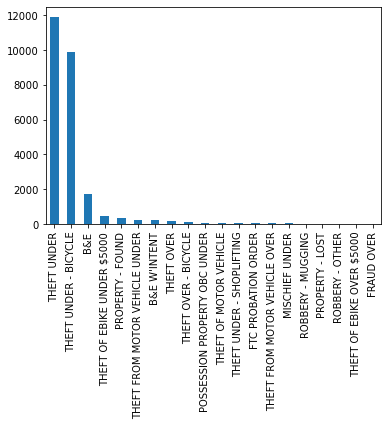 12000
10000
8000
6000
4000
2000
0
THEFT UNDER
THEFT UNDER - BICYCLE
B&E
THEFT OF EBIKE UNDER $5000
PROPERTY - FOUND
THEFT FROM MOTOR VEHICLE UNDER
B&E W'INTENT
THEFT OVER
THEFT OVER - BICYCLE
POSSESSION PROPERTY OBC UNDER
THEFT OF MOTOR VEHICLE
THEFT UNDER - SHOPLIFTING
FTC PROBATION ORDER
THEFT FROM MOTOR VEHICLE OVER
MISCHIEF UNDER
ROBBERY - MUGGING
PROPERTY - LOST
ROBBERY - OTHER
THEFT OF EBIKE OVER $5000
FRAUD OVER